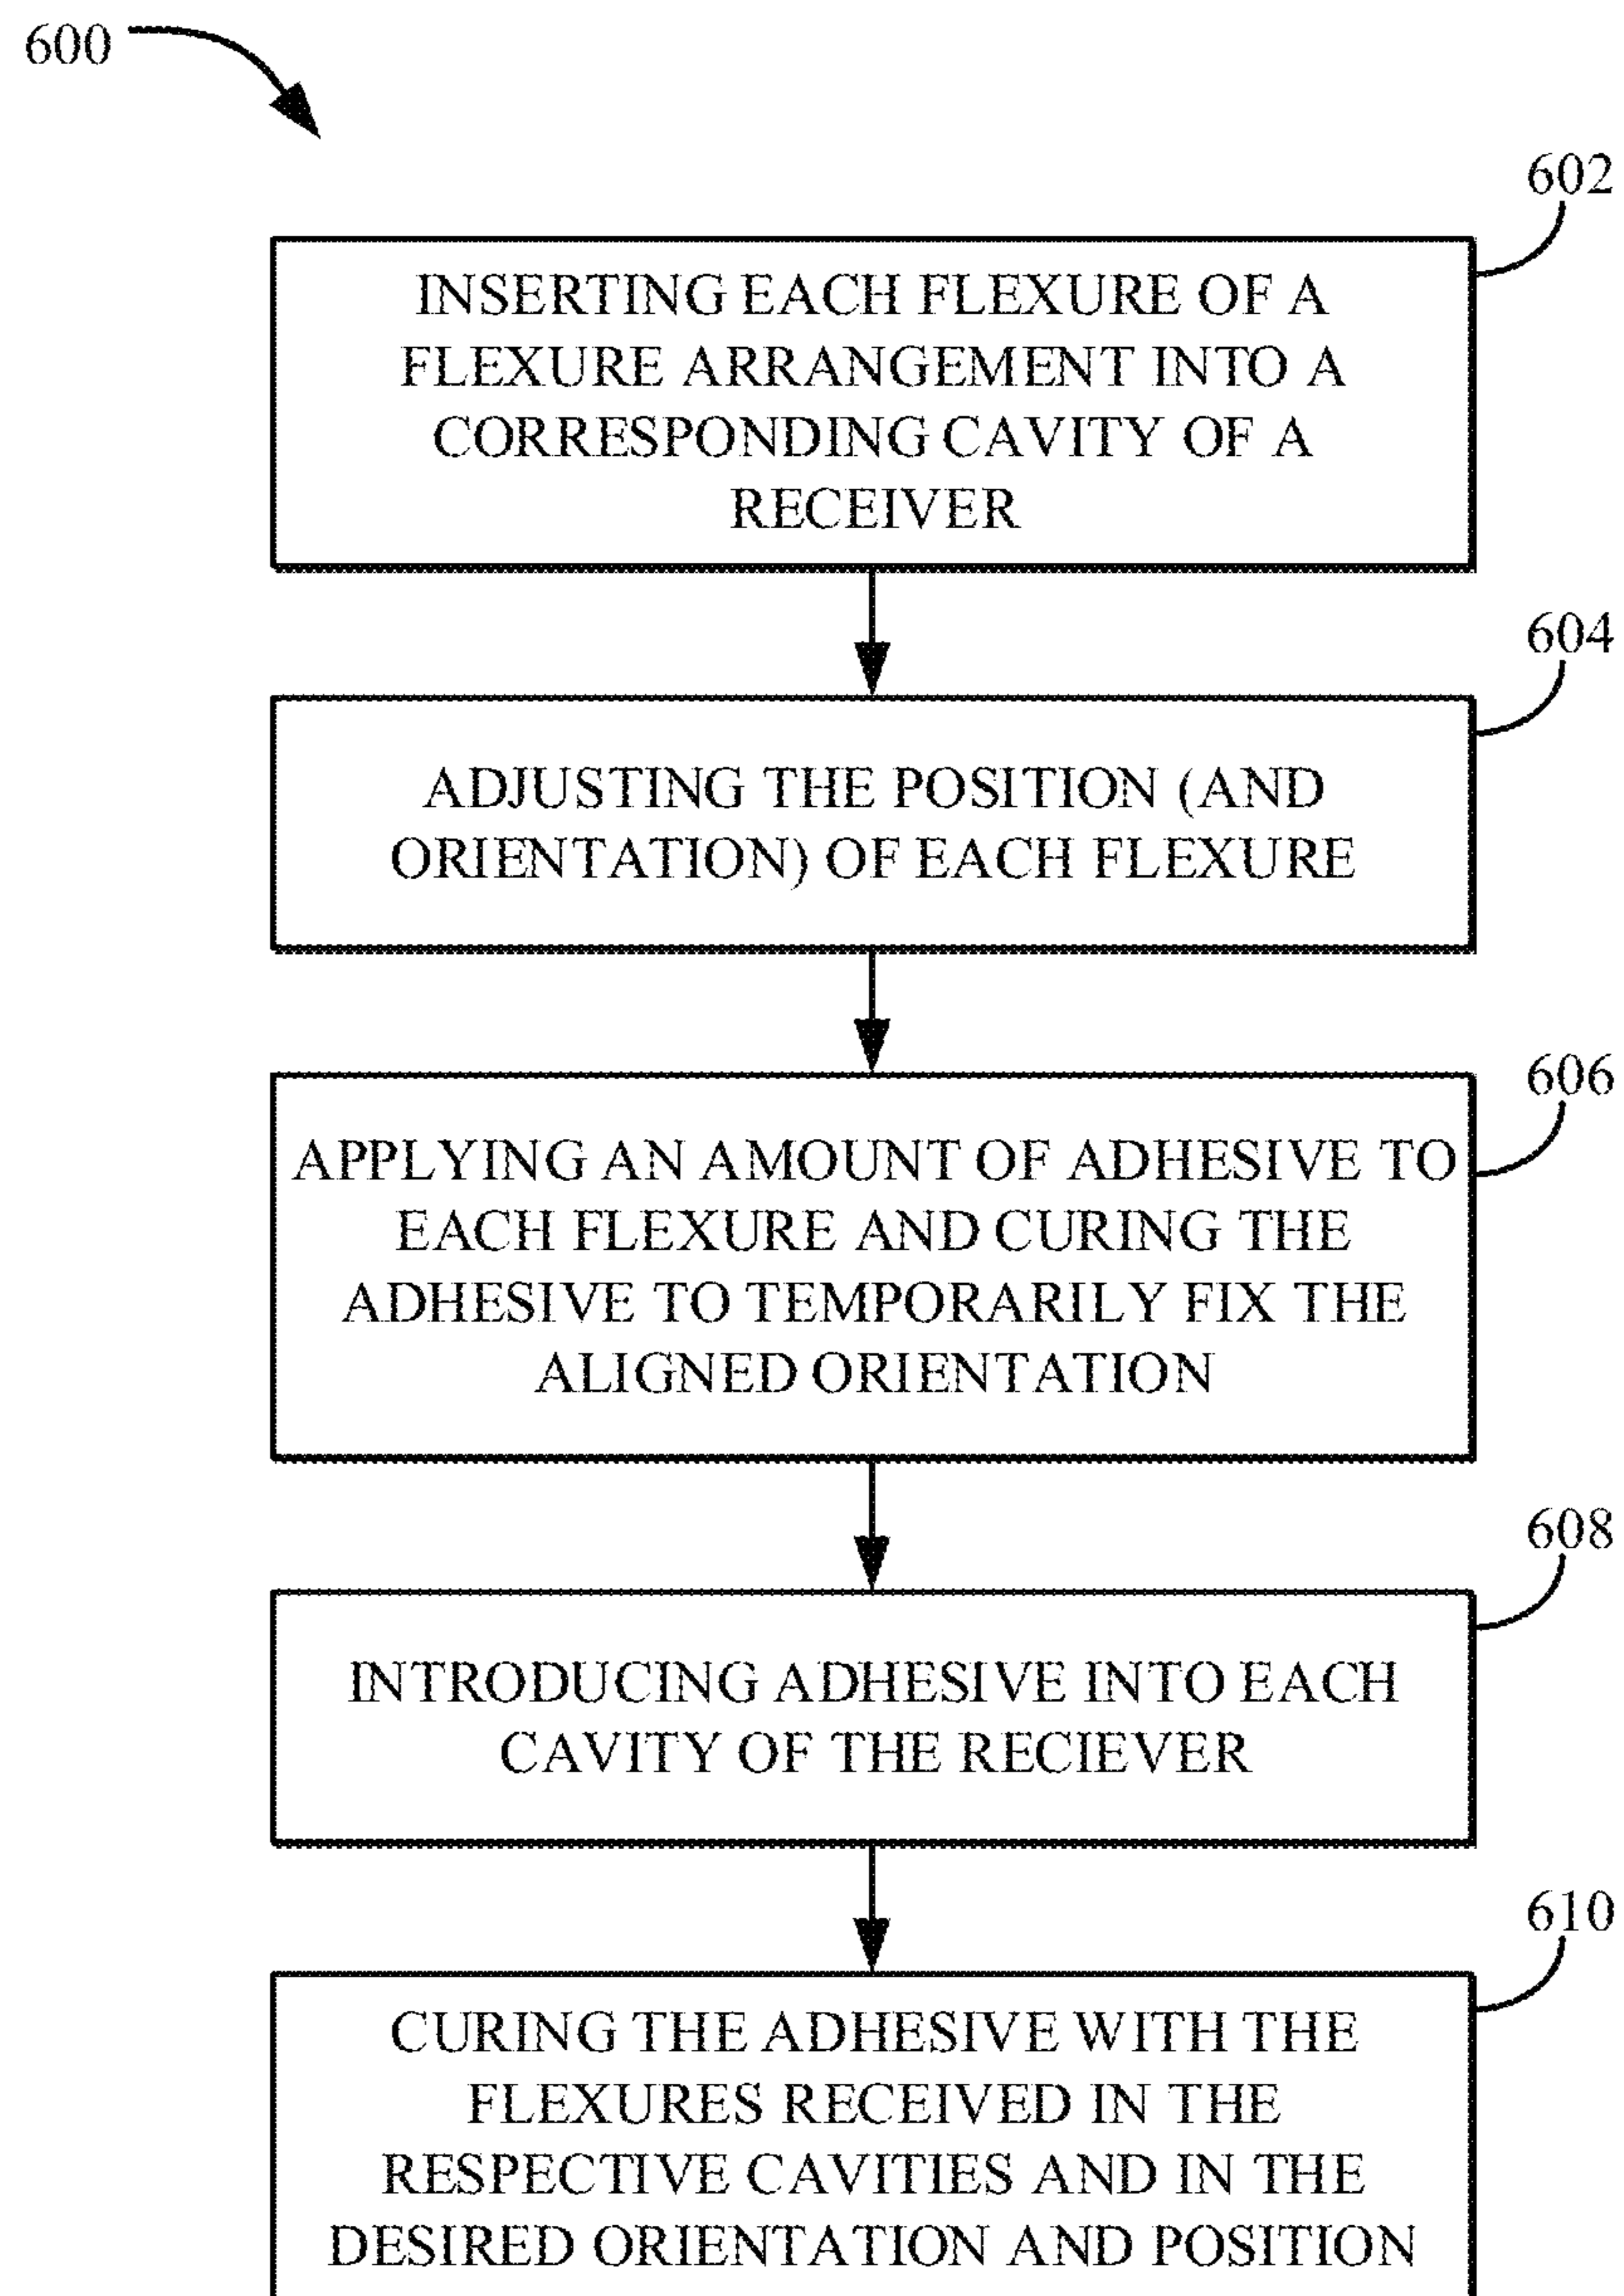 600
602
INSERTING EACH FLEXURE OF A
FLEXURE ARRANGEMENT INTO A
CORRESPONDING CAVITY OF A
RECEIVER
604
ADJUSTING THE POSITION (AND
ORIENTATION) OF EACH FLEXURE
606
APPLYING AN AMOUNT OF ADHESIVE TO
EACH FLEXURE AND CURING THE
ADHESIVE TO TEMPORARILY FIX THE
ALIGNED ORIENTATION
608
INTRODUCING ADHESIVE INTO EACH
CAVITY OF THE RECIEVER
610
CURING THE ADHESIVE WITH THE
FLEXURES RECEIVED IN THE
RESPECTIVE CAVITIES AND IN THE
DESIRED ORIENTATION AND POSITION